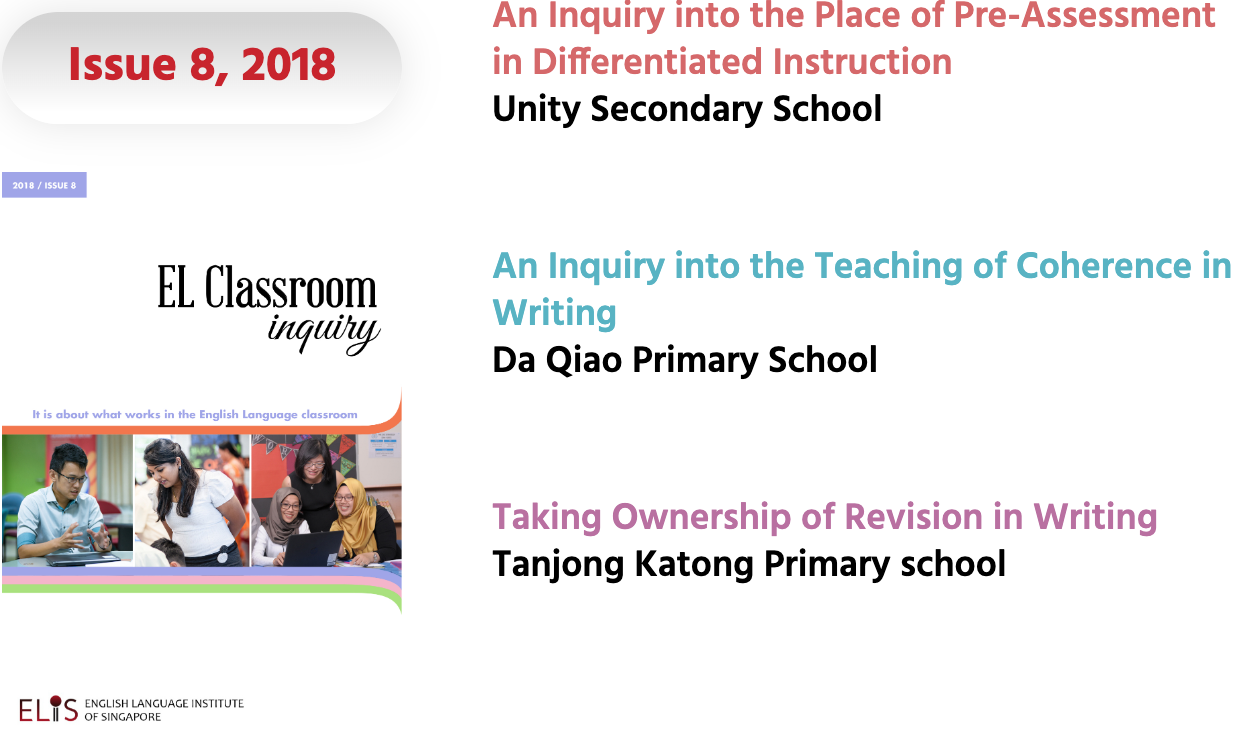 Issue 8, 2018
2018 / ISSUE 8
EL Classroom
inquiry
It is about what works in the English Language classroom
ELIS ENGLISH LANGUAGE INSTITUTE
OF SINGAPORE
An Inquiry into the Place of Pre-Assessment
in Differentiated Instruction
Unity Secondary School
An Inquiry into the Teaching of Coherence in
Writing
Da Qiao Primary School
Taking Ownership of Revision in Writing
Tanjong Katong Primary school